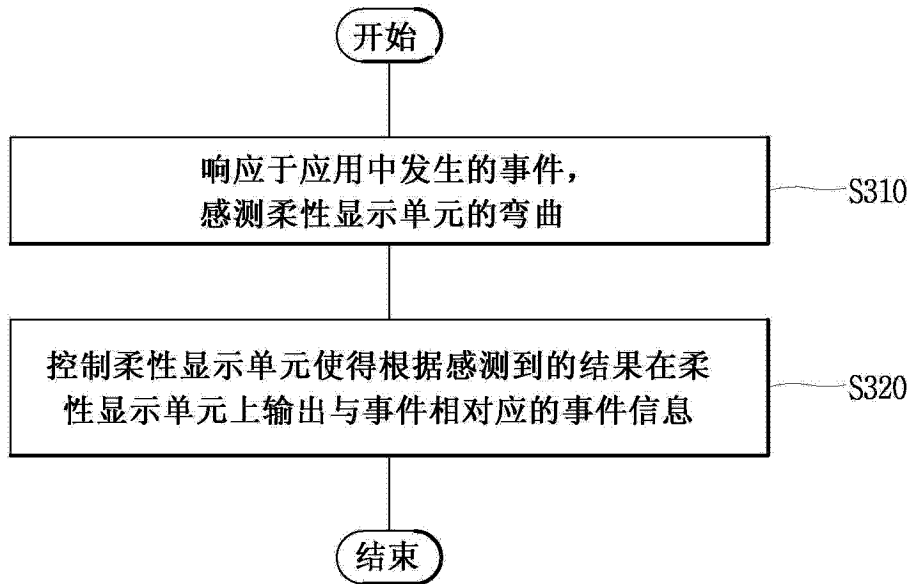 开始
响应于应用中发生的事件，
感测柔性显示单元的弯曲
S310
控制柔性显示单元使得根据感测到的结果在柔
性显示单元上输出与事件相对应的事件信息
S320
结束